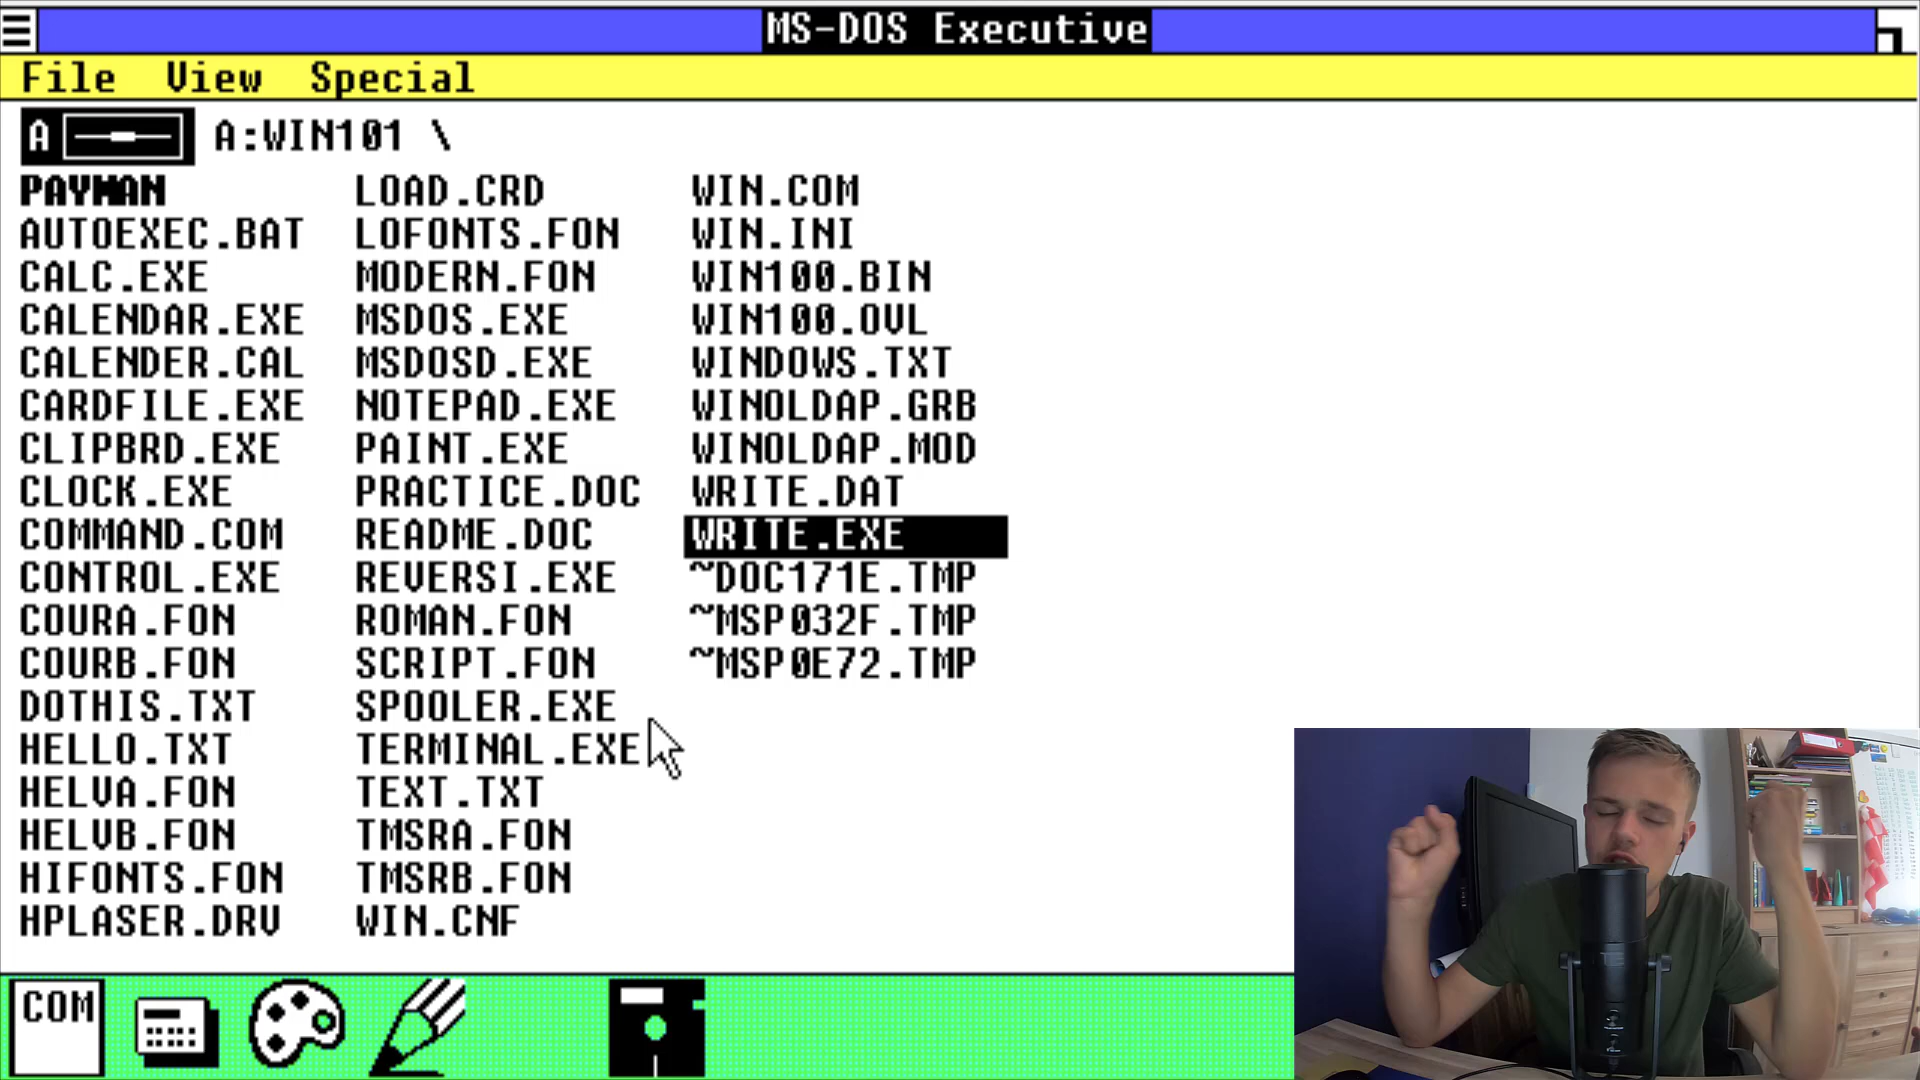 MS-DOS Executive
File View Special
A A:WIN101 \
PAYMAN LOAD.CRD WIN.COM
AUTOEXEC.BAT LOFONTS.FON WIN.INI
CALC.EXE MODERN.FON WIN100.BIN
CALENDAR.EXE MSDOS.EXE WIN100.OVL
CALENDER.CAL MSDOSD.EXE WINDOWS.TXT
CARDFILE.EXE NOTEPAD.EXE WINOLDAP.GRB
CLIPBRD.EXE PAINT.EXE WINOLDAP.MOD
CLOCK.EXE PRACTICE.DOC WRITE.DAT
COMMAND.COM README.DOC WRITE.EXE
CONTROL.EXE REVERSI.EXE ~DOC171E.TMP
COURA.FON ROMAN.FON ~MSP032F.TMP
COURB.FON SCRIPT.FON ~MSP0E72.TMP
DOTHIS.TXT SPOOLER.EXE
HELLO.TXT TERMINAL.EXE
HELVA.FON TEXT.TXT
HELVB.FON TMSRA.FON
HIFONTS.FON TMSRB.FON
HPLASER.DRV WIN.CNF
COM